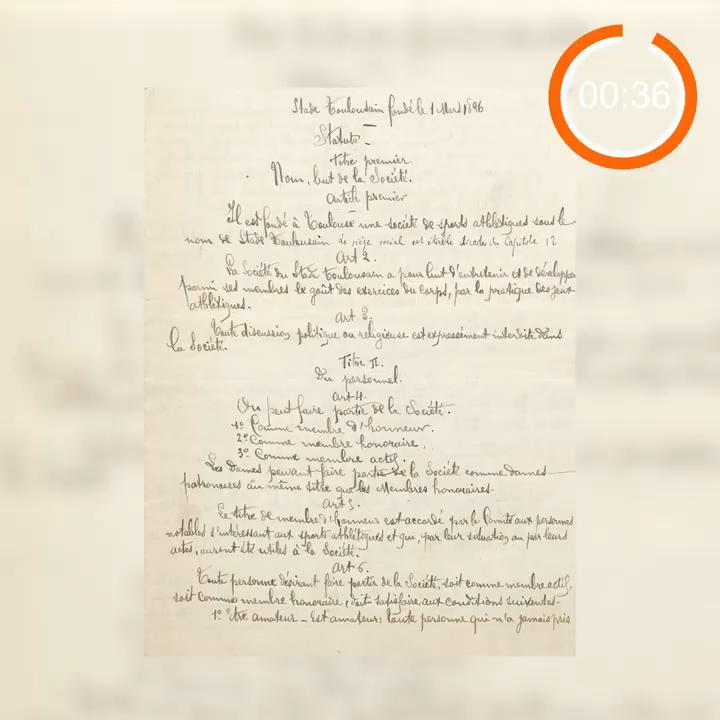 00:36
Stade Toulousain fondé le 1 Mars 1896
Statuts
Titre premier.
Nom, but de la Société.
Article premier
Il est fondé à Toulouse une société de sports athlétiques sous le
nom de Stade Toulousain le siège social est établi Capitole 12
Art 2.
La Société du Stade Toulousain a pour but d'entretenir et de développer
parmi ses membres le goût des exercices du corps, par la pratique des jeux
athlétiques.
Art 3.
Toute discussion politique ou religieuse est expressément interdite dans
la Société.
Titre II.
Du personnel.
Art 4.
On peut faire partie de la Société.
1º Comme membre d'honneur.
2º Comme membre honoraire,
3º Comme membre actif.
Les Dames peuvent faire partie de la Société comme dames
patronesses au même titre que les Membres honoraires.
Art 5.
Le titre de membre d'honneur est accordé par le Comité aux personnes
notables s'intéressant aux sports athlétiques et qui, par leur situation ou par leurs
actes, auront été utiles à la Société.
Art 6.
Toute personne désirant faire partie de la Société, soit comme membre actif,
soit comme membre honoraire, doit satisfaire aux conditions suivantes
1º Être amateur - Est amateur: toute personne qui n'a jamais pris